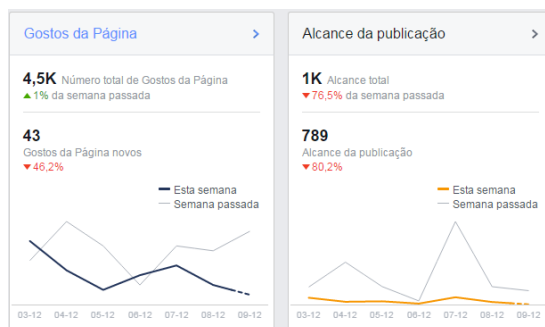 Gostos da Página
4,5K Número total de Gostos da Página
1% da semana passada
43
Gostos da Página novos
46,2%
Esta semana
Semana passada
03-12 04-12 05-12 06-12 07-12 08-12 09-12
Alcance da publicação
1K Alcance total
76,5% da semana passada
789
Alcance da publicação
80,2%
Esta semana
Semana passada
03-12 04-12 05-12 06-12 07-12 08-12 09-12